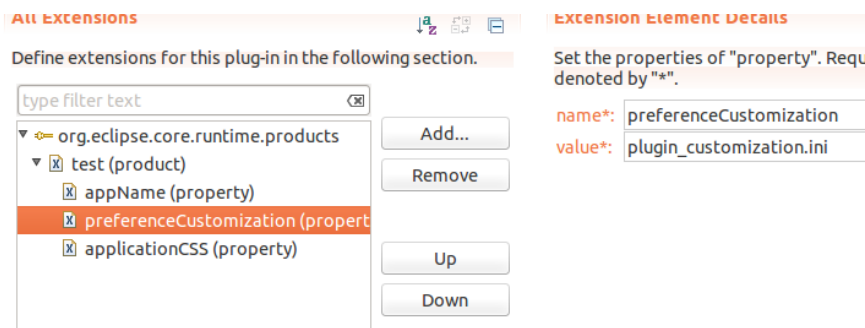 All Extensions
Define extensions for this plug-in in the following section.
type filter text
org.eclipse.core.runtime.products
test (product)
appName (property)
preferenceCustomization (propert
applicationCSS (property)
Add...
Remove
Up
Down
Extension Element Details
Set the properties of "property". Requ
denoted by "*".
name*: preferenceCustomization
value*: plugin_customization.ini